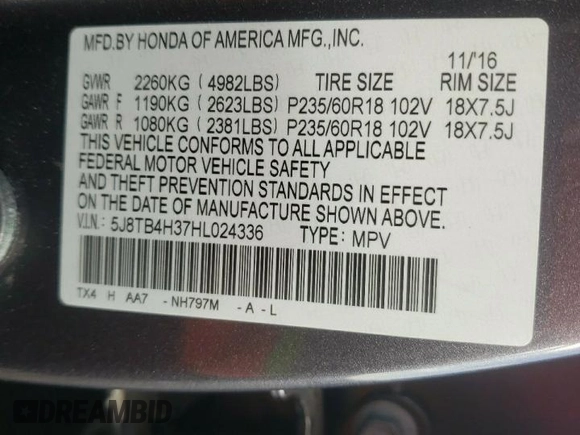 MFD.BY HONDA OF AMERICA MFG.,INC.
11/'16
GVWR 2260KG ( 4982LBS) TIRE SIZE RIM SIZE
GAWR F 1190KG ( 2623LBS) P235/60R18 102V 18X7.5J
GAWR R 1080KG ( 2381LBS) P235/60R18 102V 18X7.5J
THIS VEHICLE CONFORMS TO ALL APPLICABLE
FEDERAL MOTOR VEHICLE SAFETY
AND THEFT PREVENTION STANDARDS IN EFFECT
ON THE DATE OF MANUFACTURE SHOWN ABOVE.
V.I.N.: 5J8TB4H37HL024336 TYPE: MPV
TX4 H AA7 -NH797M -A-L
DREAMBID